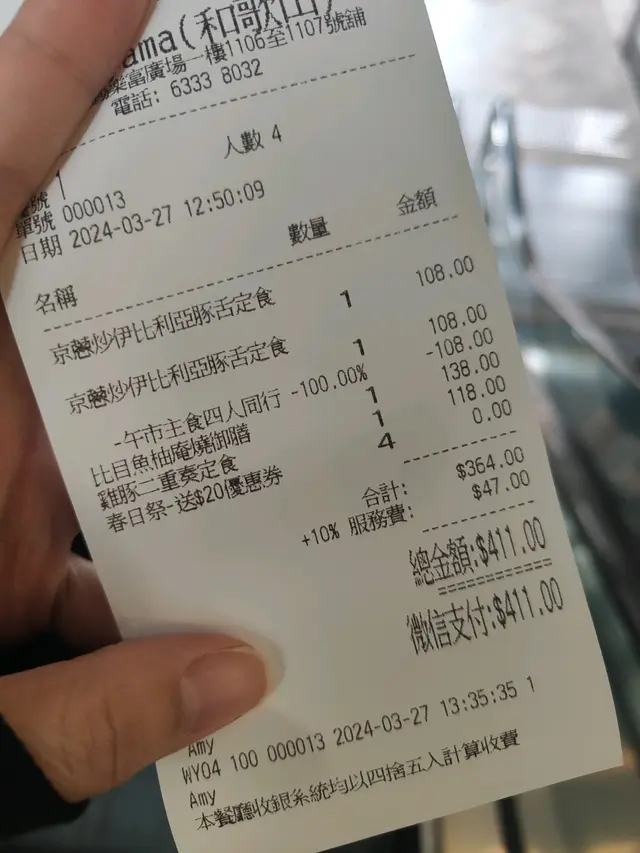 ama(和歌山)
樂富廣場一樓1106至1107號舖
電話: 6333 8032
號 1
人數 4
單號 000013
日期 2024-03-27 12:50:09
名稱 數量 金額
京蔥炒伊比利亞豚舌定食 1 108.00
京蔥炒伊比利亞豚舌定食 1 108.00
-午市主食四人同行 -100.00% -108.00
比目魚柚庵燒御膳 1 138.00
雞豚二重奏定食 1 118.00
春日祭-送$20優惠券 4 0.00
合計: $364.00
+10% 服務費: $47.00
總金額:$411.00
微信支付:$411.00
Amy
WY04 100 000013 2024-03-27 13:35:35 1
Amy
本餐廳收銀系統均以四捨五入計算收費